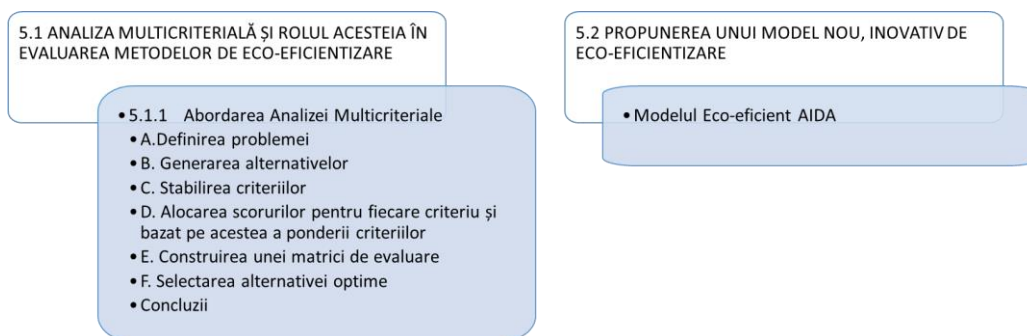 5.1 ANALIZA MULTICRITERIALĂ ȘI ROLUL ACESTEIA ÎN
EVALUAREA METODELOR DE ECO-EFICIENTIZARE
• 5.1.1 Abordarea Analizei Multicriteriale
• A.Definirea problemei
• B. Generarea alternativelor
• C. Stabilirea criteriilor
• D. Alocarea scorurilor pentru fiecare criteriu și
bazat pe acestea a ponderii criteriilor
• E. Construirea unei matrici de evaluare
• F. Selectarea alternativei optime
• Concluzii
5.2 PROPUNEREA UNUI MODEL NOU, INOVATIV DE
ECO-EFICIENTIZARE
• Modelul Eco-eficient AIDA